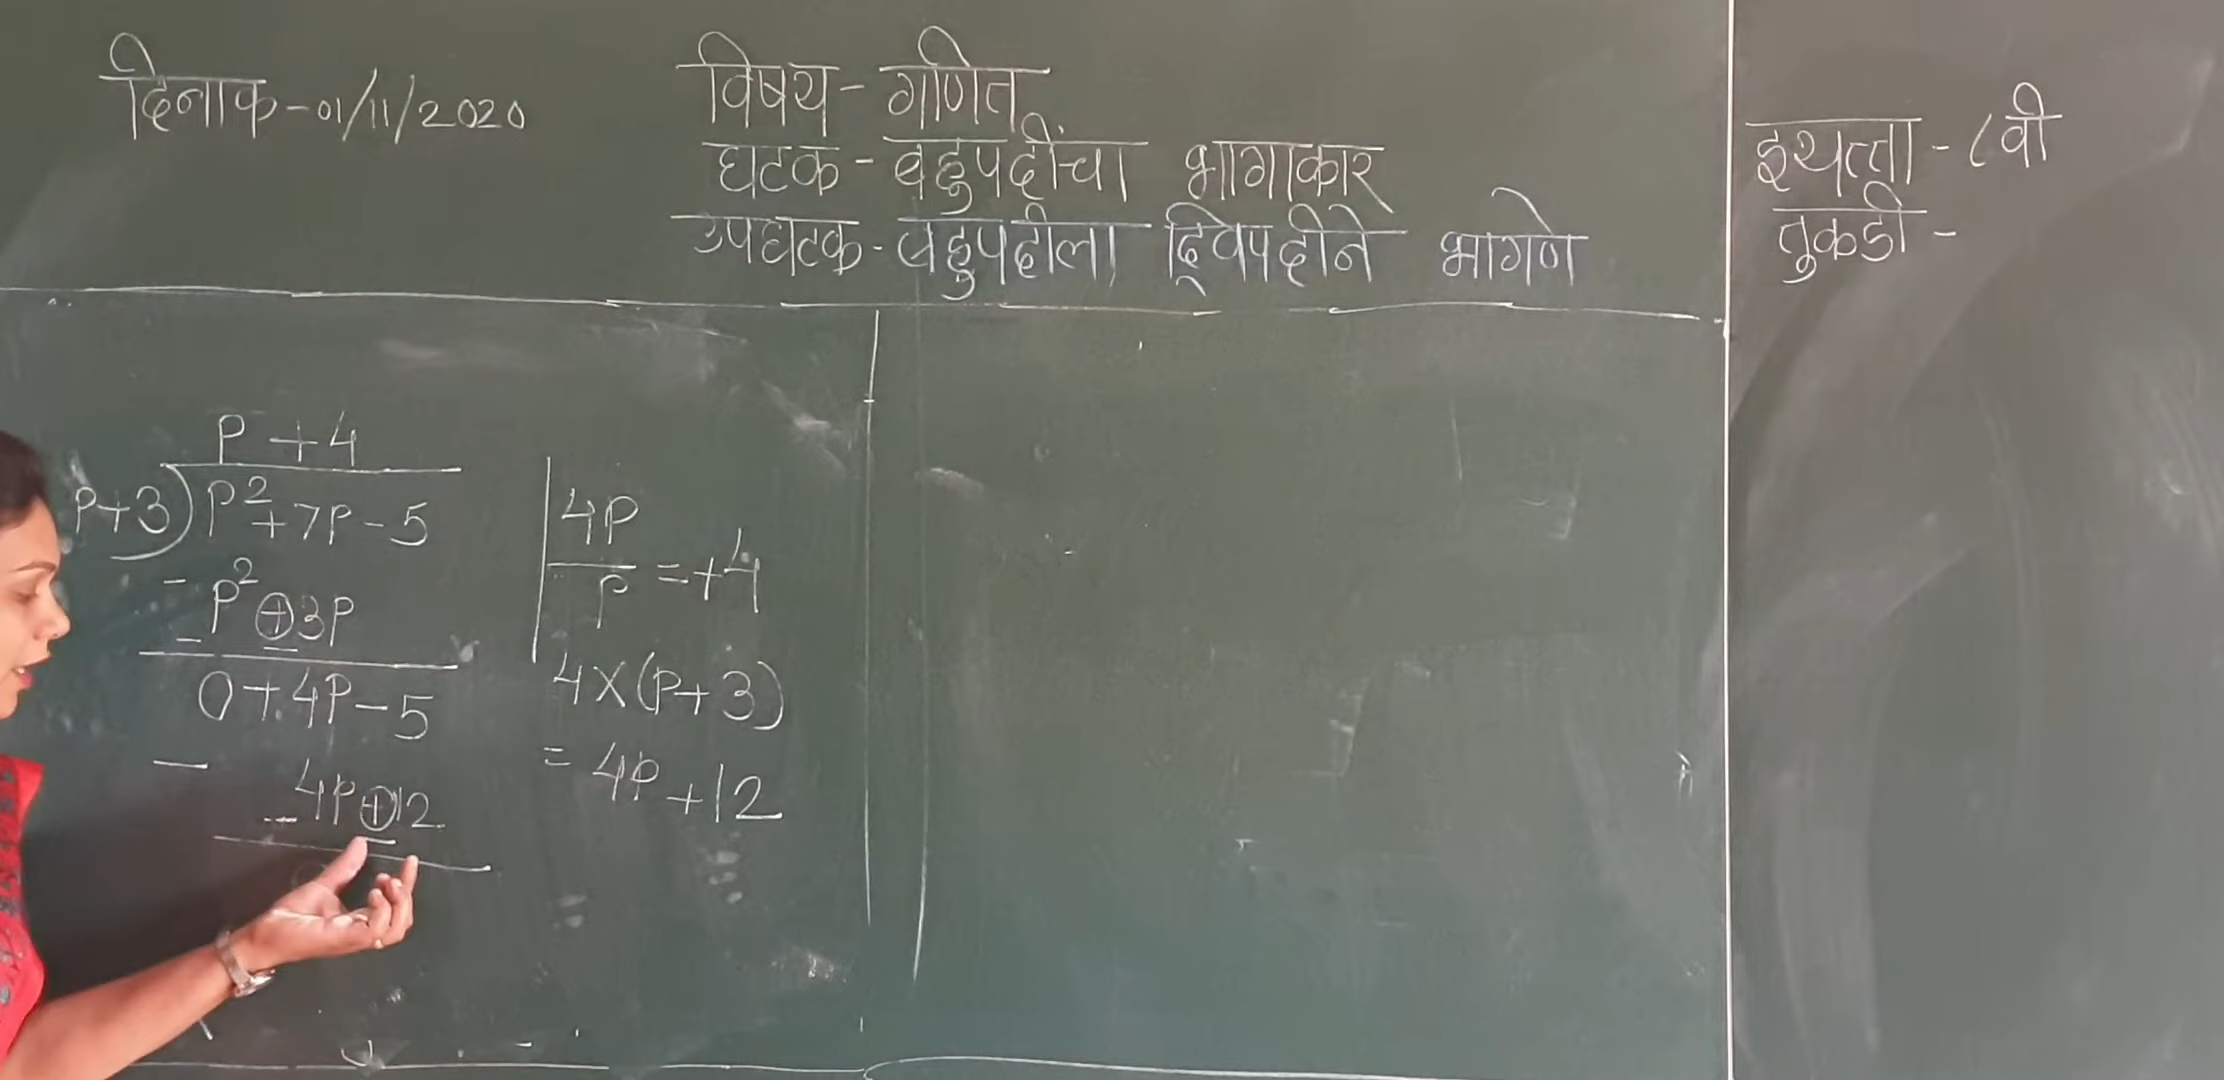 दिनाक - 01/11/2020
विषय - गणित
घटक - बहुपदींचा भागाकार
उपघटक - बहुपदीला द्विपदीने भागणे
इयत्ता - ८वी
तुकडी -
P + 4
P+3) P² + 7P - 5
- P² ⊕ 3P
- -
0 + 4P - 5
- 4P ⊕ 12
- -
4P
/ P = +4
4 × (P + 3)
= 4P + 12